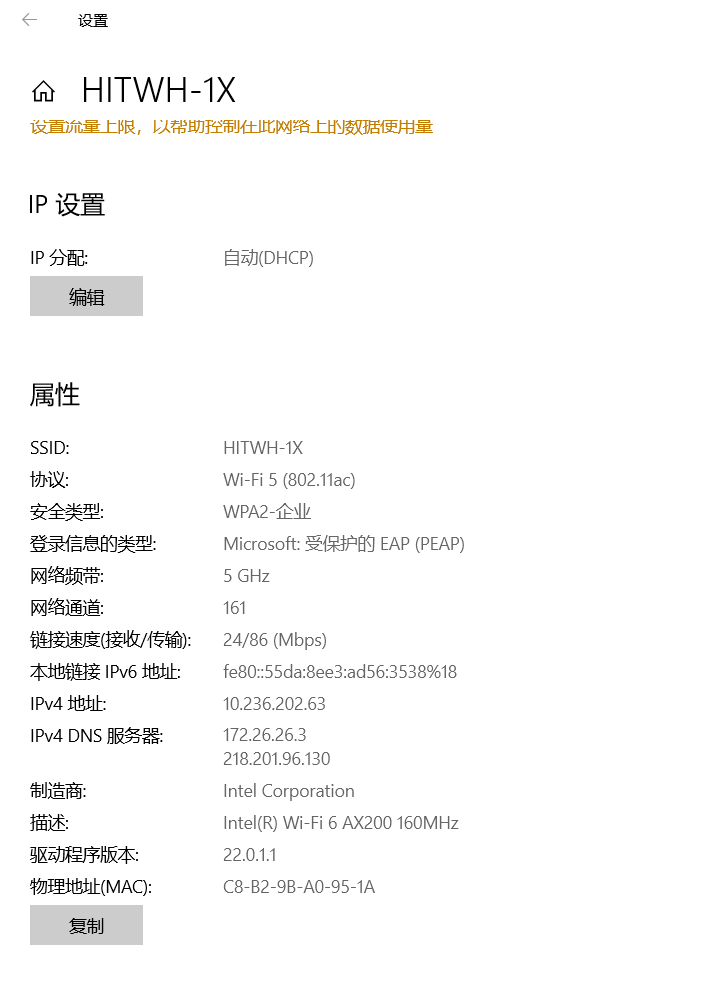 设置
HITWH-1X
设置流量上限，以帮助控制在此网络上的数据使用量
IP 设置
IP 分配: 自动(DHCP)
编辑
属性
SSID: HITWH-1X
协议: Wi-Fi 5 (802.11ac)
安全类型: WPA2-企业
登录信息的类型: Microsoft: 受保护的 EAP (PEAP)
网络频带: 5 GHz
网络通道: 161
链接速度(接收/传输): 24/86 (Mbps)
本地链接 IPv6 地址: fe80::55da:8ee3:ad56:3538%18
IPv4 地址: 10.236.202.63
IPv4 DNS 服务器: 172.26.26.3
218.201.96.130
制造商: Intel Corporation
描述: Intel(R) Wi-Fi 6 AX200 160MHz
驱动程序版本: 22.0.1.1
物理地址(MAC): C8-B2-9B-A0-95-1A
复制